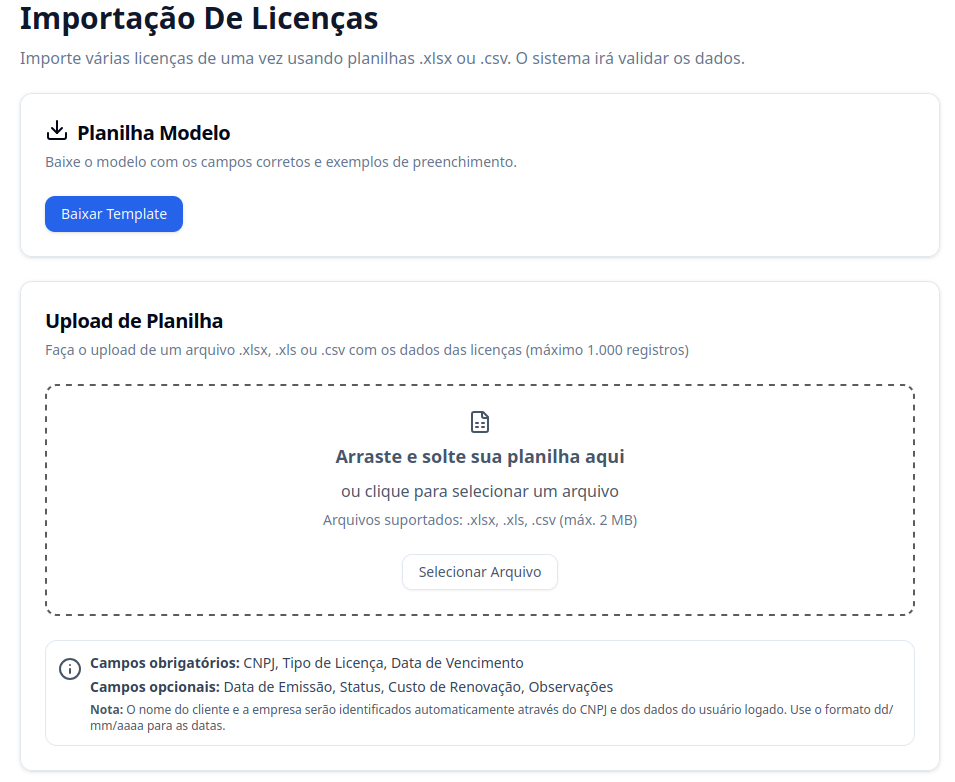 Importação De Licenças
Importe várias licenças de uma vez usando planilhas .xlsx ou .csv. O sistema irá validar os dados.
Planilha Modelo
Baixe o modelo com os campos corretos e exemplos de preenchimento.
Baixar Template
Upload de Planilha
Faça o upload de um arquivo .xlsx, .xls ou .csv com os dados das licenças (máximo 1.000 registros)
Arraste e solte sua planilha aqui
ou clique para selecionar um arquivo
Arquivos suportados: .xlsx, .xls, .csv (máx. 2 MB)
Selecionar Arquivo
Campos obrigatórios: CNPJ, Tipo de Licença, Data de Vencimento
Campos opcionais: Data de Emissão, Status, Custo de Renovação, Observações
Nota: O nome do cliente e a empresa serão identificados automaticamente através do CNPJ e dos dados do usuário logado. Use o formato dd/
mm/aaaa para as datas.